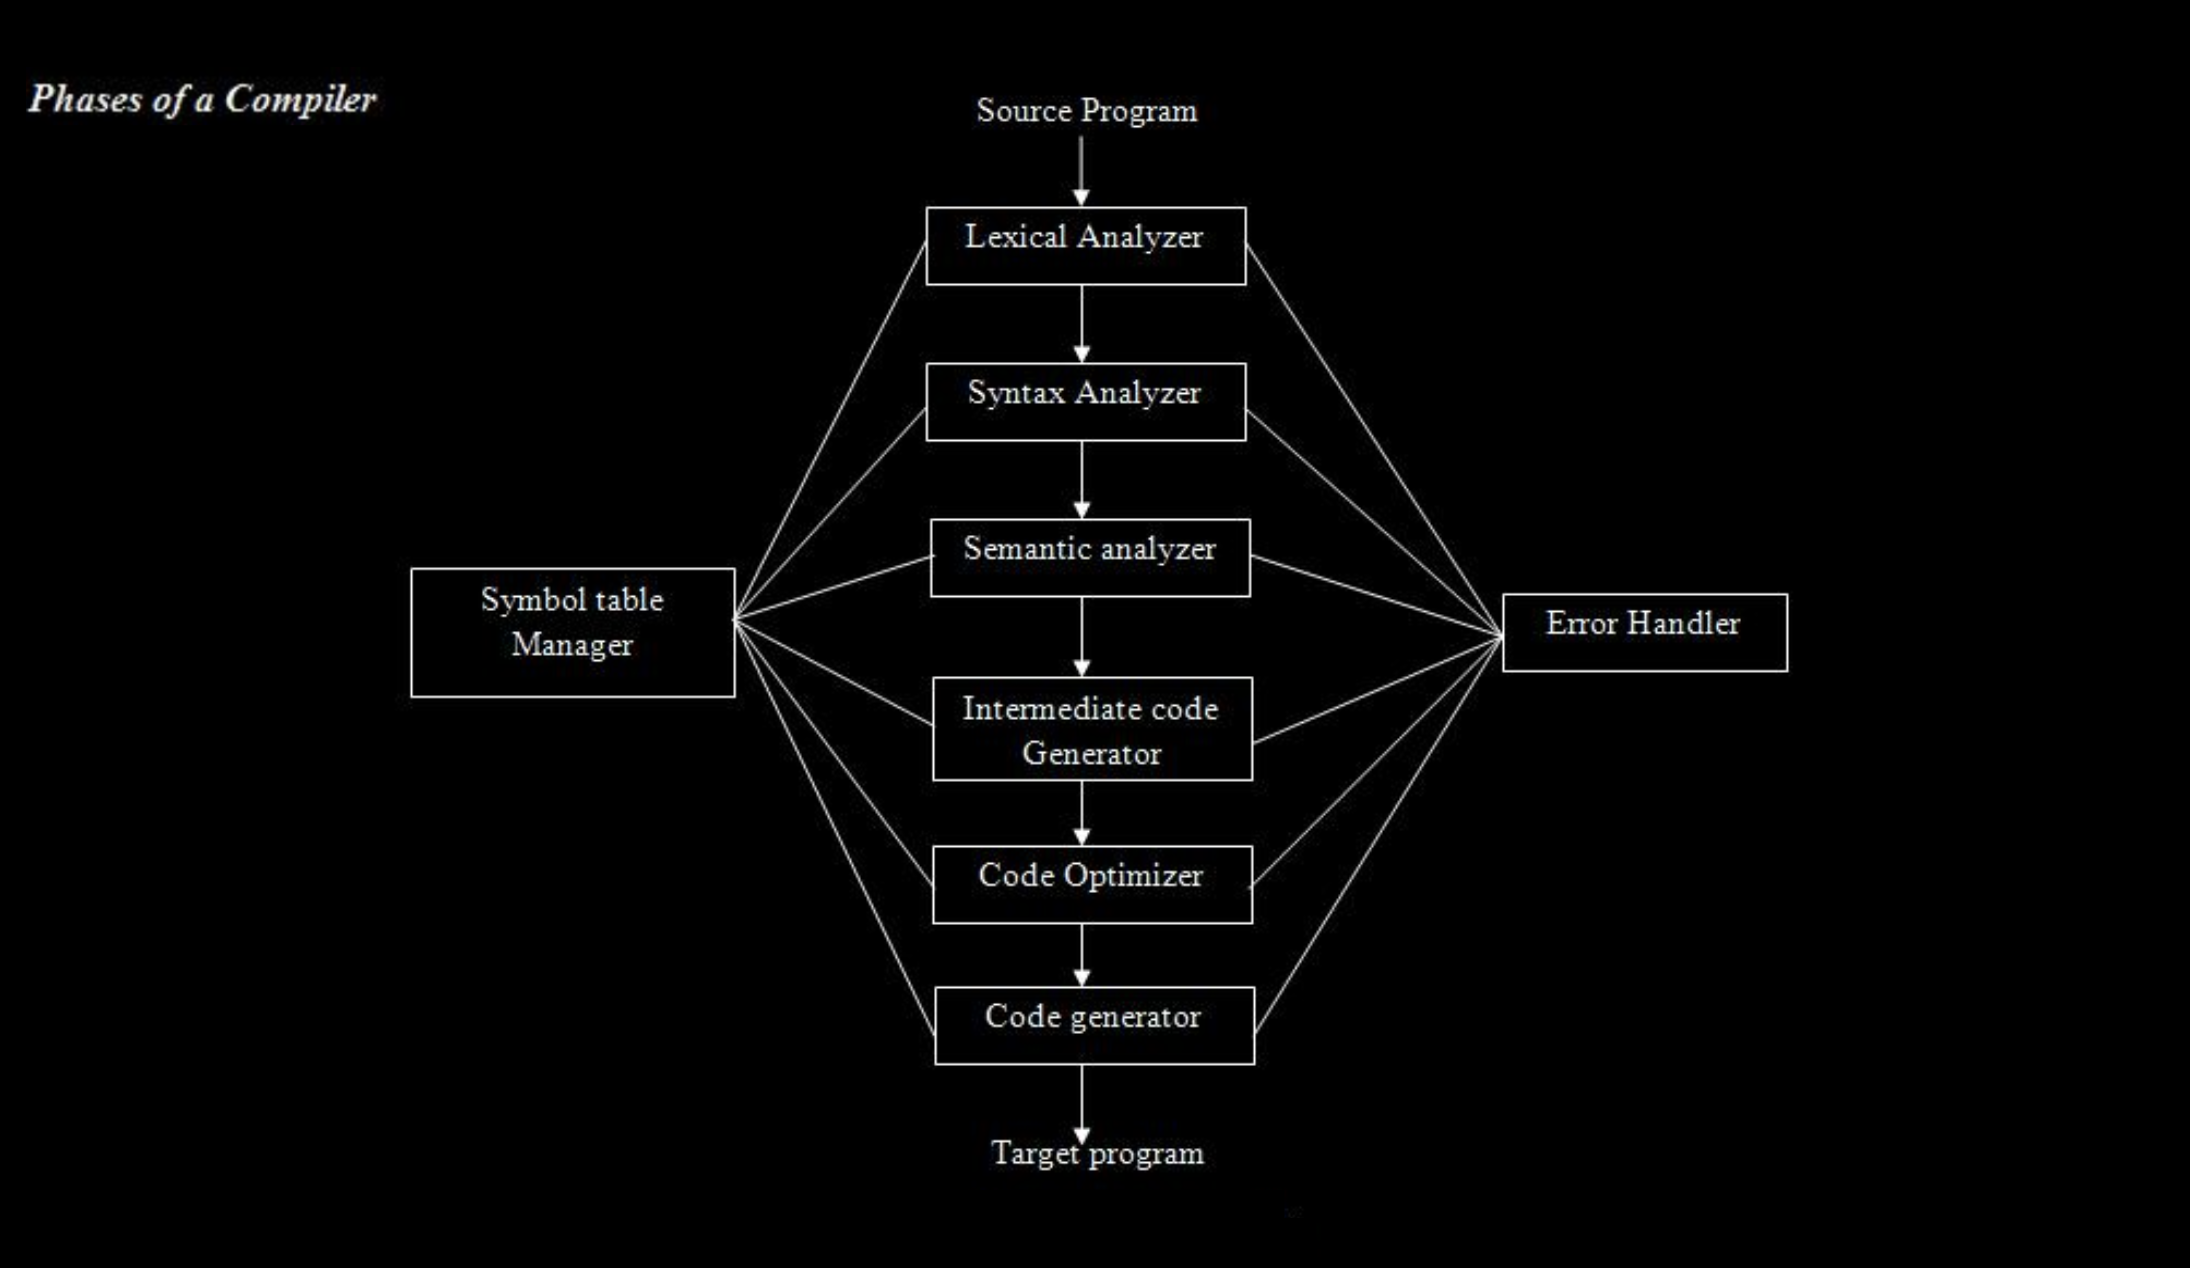 Phases of a Compiler
Source Program
Lexical Analyzer
Syntax Analyzer
Semantic analyzer
Symbol table
Manager
Error Handler
Intermediate code
Generator
Code Optimizer
Code generator
Target program